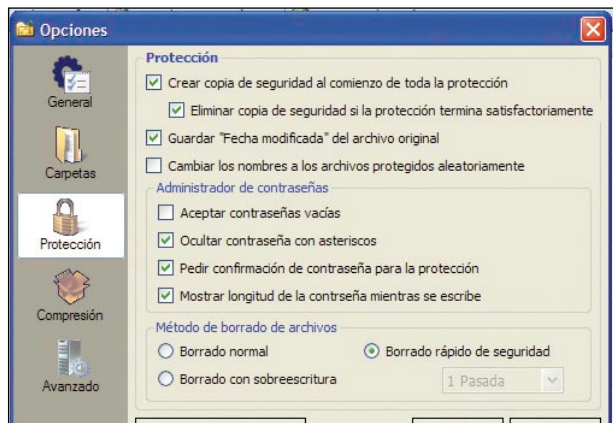 Opciones
General
Carpetas
Protección
Compresión
Avanzado
Protección
Crear copia de seguridad al comienzo de toda la protección
Eliminar copia de seguridad si la protección termina satisfactoriamente
Guardar "Fecha modificada" del archivo original
Cambiar los nombres a los archivos protegidos aleatoriamente
Administrador de contraseñas
Aceptar contraseñas vacías
Ocultar contraseña con asteriscos
Pedir confirmación de contraseña para la protección
Mostrar longitud de la contrseña mientras se escribe
Método de borrado de archivos
Borrado normal
Borrado rápido de seguridad
Borrado con sobreescritura
1 Pasada